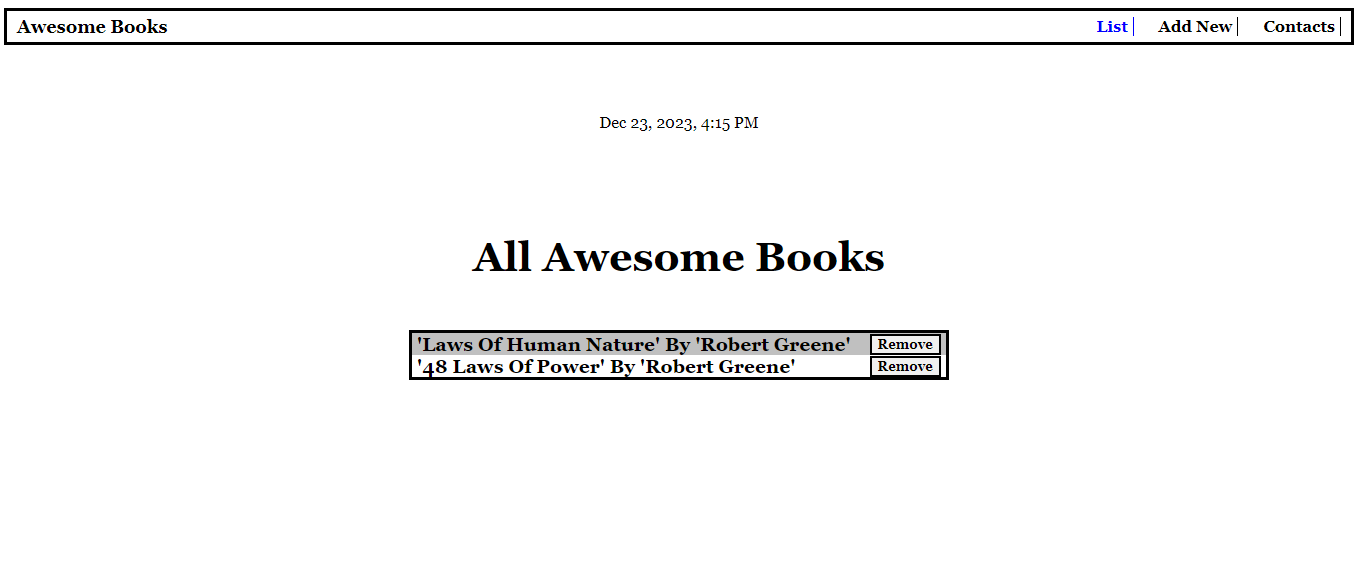 Awesome Books List Add New Contacts
Dec 23, 2023, 4:15 PM
All Awesome Books
'Laws Of Human Nature' By 'Robert Greene' Remove
'48 Laws Of Power' By 'Robert Greene' Remove